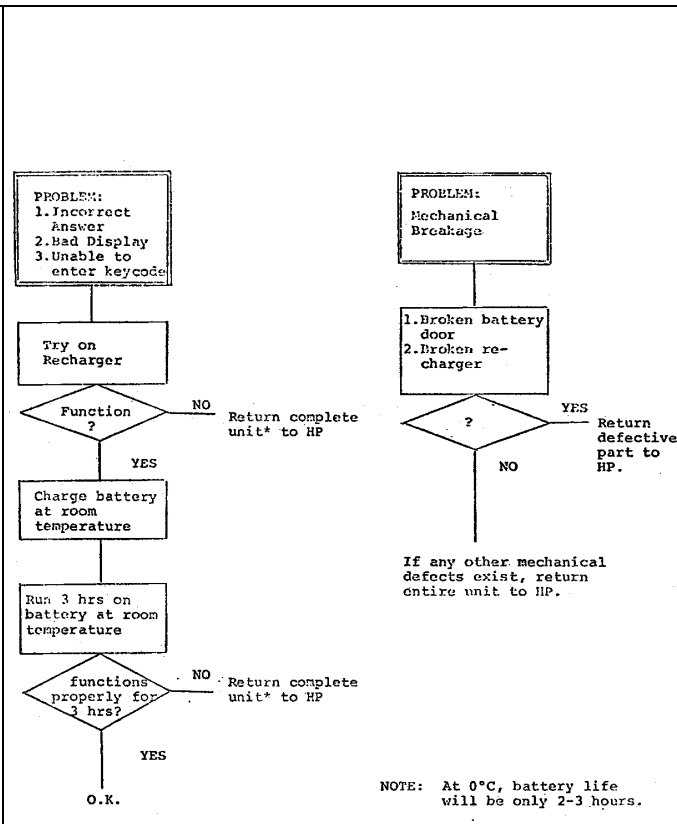 PROBLEM:
1.Incorrect
Answer
2.Bad Display
3.Unable to
enter keycode
Try on
Recharger
Function
?
NO
Return complete
unit* to HP
YES
Charge battery
at room
temperature
Run 3 hrs on
battery at room
temperature
functions
properly for
3 hrs?
NO
Return complete
unit* to HP
YES
O.K.
PROBLEM:
Mechanical
Breakage
1.Broken battery
door
2.Broken re-
charger
?
YES
Return
defective
part to
HP.
NO
If any other mechanical
defects exist, return
entire unit to HP.
NOTE: At 0°C, battery life
will be only 2-3 hours.